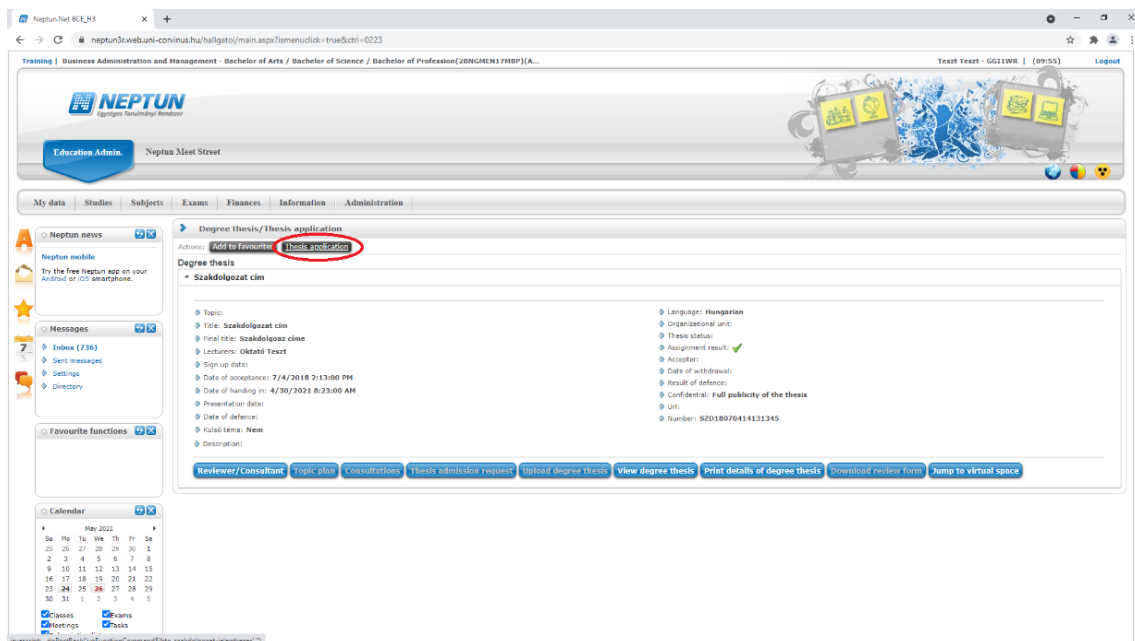 Neptun.Net BCE_H3
neptun3r.web.uni-corvinus.hu/hallgatoi/main.aspx?ismenuclick=true&ctrl=0223
Training | Business Administration and Management - Bachelor of Arts / Bachelor of Science / Bachelor of Profession(2BNGMEN17MBP)(A...
Teszt Teszt - GGI1WR | (09:55) Logout
NEPTUN
Egységes Tanulmányi Rendszer
Education Admin. Neptun Meet Street
My data Studies Subjects Exams Finances Information Administration
Neptun news
Neptun mobile
Try the free Neptun app on your
Android or iOS smartphone.
Messages
7
Inbox (736)
Sent messages
Settings
Directory
Favourite functions
Calendar
May 2021
Su Mo Tu We Th Fr Sa
25 26 27 28 29 30 1
2 3 4 5 6 7 8
9 10 11 12 13 14 15
16 17 18 19 20 21 22
23 24 25 26 27 28 29
30 31 1 2 3 4 5
Classes Exams
Meetings Tasks
Degree thesis/Thesis application
Actions: Add to favourites Thesis application
Degree thesis
Szakdolgozat cím
Topic:
Title: Szakdolgozat cím
Final title: Szakdolgoaz címe
Lecturers: Oktató Teszt
Sign up date:
Date of acceptance: 7/4/2018 2:13:00 PM
Date of handing in: 4/30/2021 8:23:00 AM
Presentation date:
Date of defence:
Külső téma: Nem
Description:
Language: Hungarian
Organizational unit:
Thesis status:
Assignment result:
Accepter:
Date of withdrawal:
Result of defence:
Confidential: Full publicity of the thesis
Url:
Number: SZD18070414131345
Reviewer/Consultant Topic plan Consultations Thesis admission request Upload degree thesis View degree thesis Print details of degree thesis Download review form Jump to virtual space